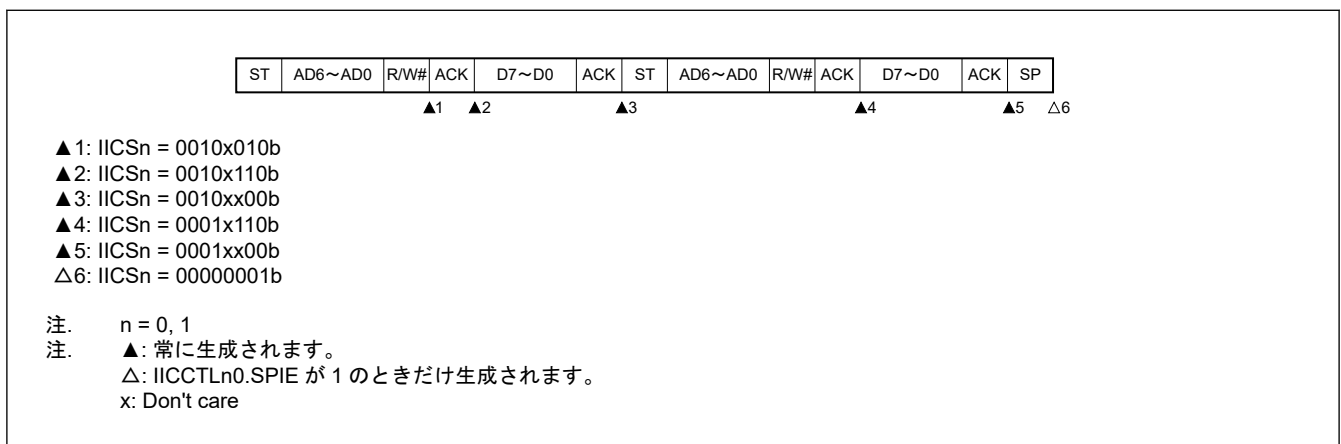 ST AD6～AD0 R/W# ACK D7～D0 ACK ST AD6～AD0 R/W# ACK D7～D0 ACK SP
▲1 ▲2 ▲3 ▲4 ▲5 △6
▲1: IICSn = 0010x010b
▲2: IICSn = 0010x110b
▲3: IICSn = 0010xx00b
▲4: IICSn = 0001x110b
▲5: IICSn = 0001xx00b
△6: IICSn = 00000001b
注. n = 0, 1
注. ▲: 常に生成されます。
△: IICCTLn0.SPIE が 1 のときだけ生成されます。
x: Don't care